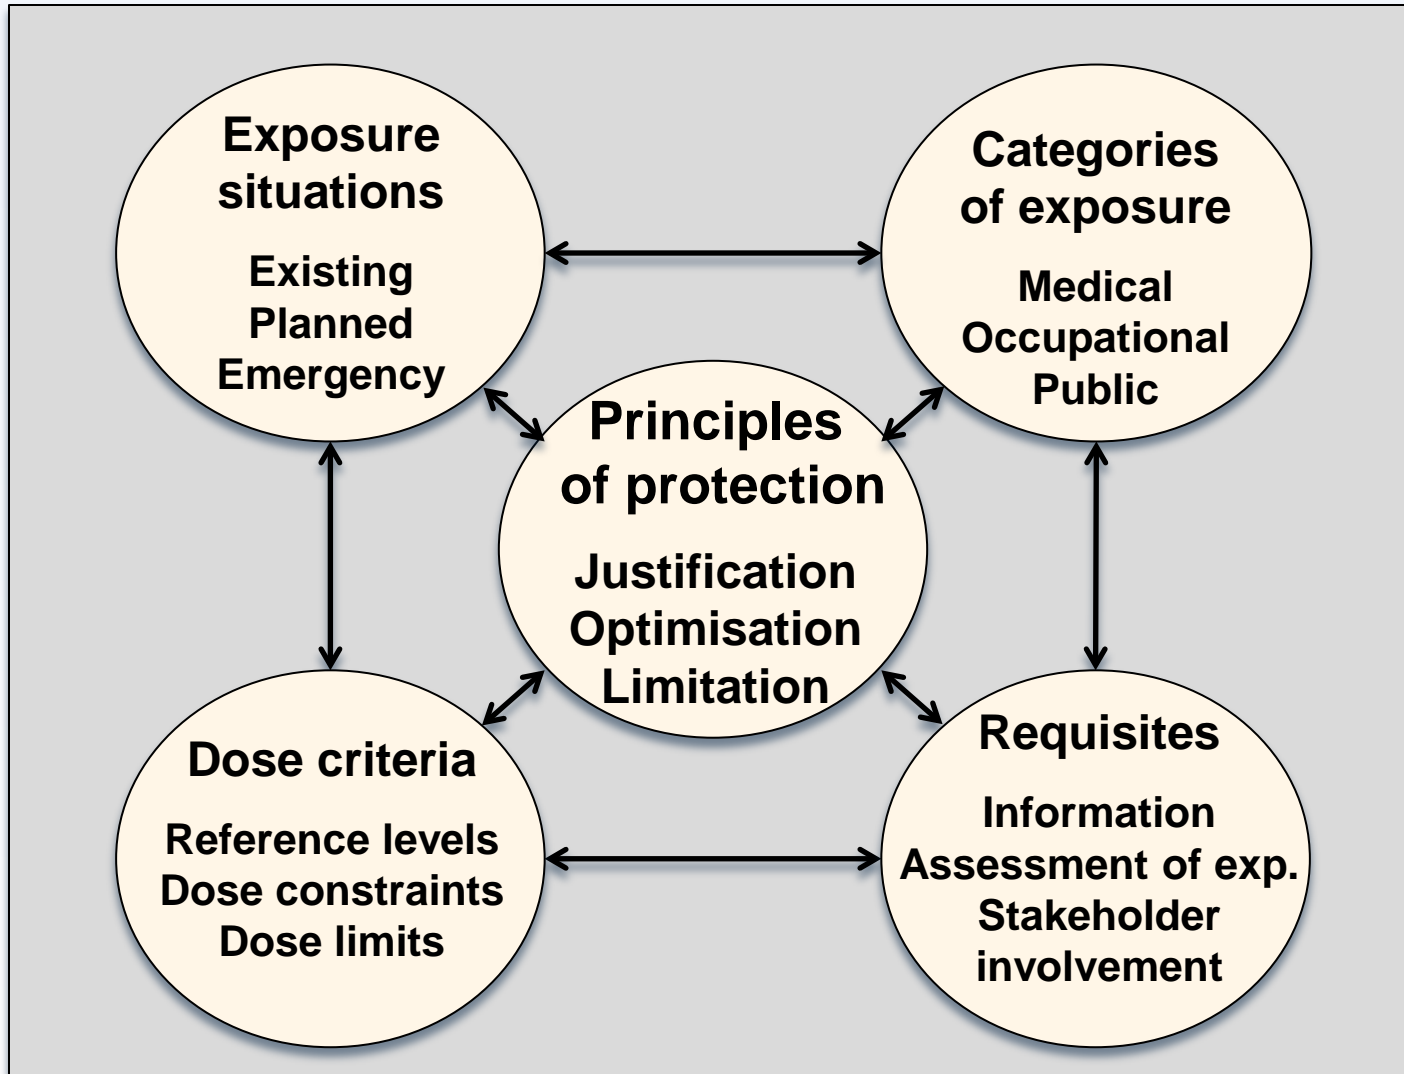 Exposure
situations
Existing
Planned
Emergency
Categories
of exposure
Medical
Occupational
Public
Principles
of protection
Justification
Optimisation
Limitation
Dose criteria
Reference levels
Dose constraints
Dose limits
Requisites
Information
Assessment of exp.
Stakeholder
involvement